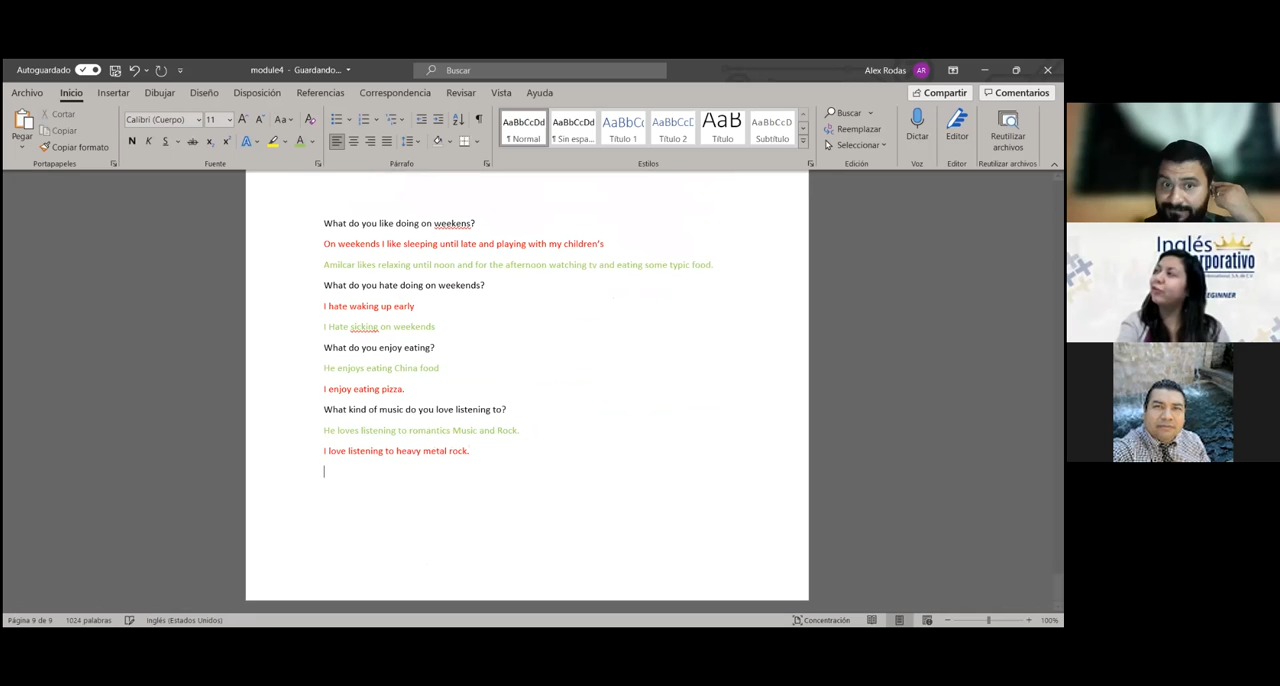 Autoguardado module4 - Guardando... Buscar Alex Rodas AR
Archivo Inicio Insertar Dibujar Diseño Disposición Referencias Correspondencia Revisar Vista Ayuda Compartir Comentarios
Pegar Cortar Copiar Copiar formato
Calibri (Cuerpo) 11
N K S ab
AaBbCcDd AaBbCcDd AaBbCc AaBbCcE AaB AaBbCcD
¶ Normal ¶ Sin espa... Título 1 Título 2 Título Subtítulo
Buscar Reemplazar Seleccionar
Dictar Editor Reutilizar archivos
Portapapeles Fuente Párrafo Estilos Edición Voz Editor Reutilizar archivos
What do you like doing on weekens?
On weekends I like sleeping until late and playing with my children's
Amilcar likes relaxing until noon and for the afternoon watching tv and eating some typic food.
What do you hate doing on weekends?
I hate waking up early
I Hate sicking on weekends
What do you enjoy eating?
He enjoys eating China food
I enjoy eating pizza.
What kind of music do you love listening to?
He loves listening to romantics Music and Rock.
I love listening to heavy metal rock.
Página 9 de 9 1024 palabras Inglés (Estados Unidos) Concentración 100%
Inglés
orporativo
International, S.A. de C.V.
EGINNER